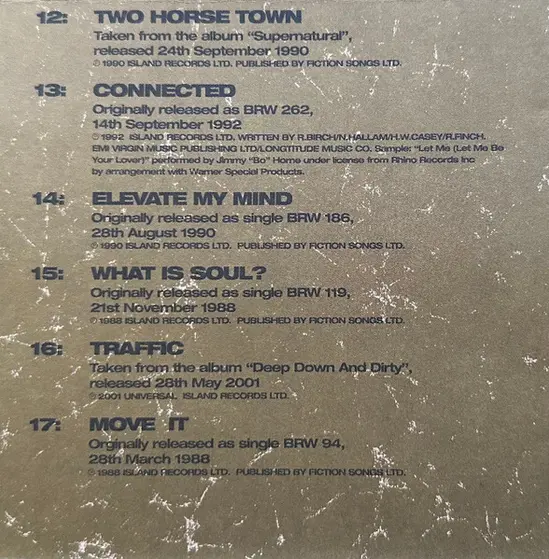 12: TWO HORSE TOWN
Taken from the album “Supernatural”,
released 24th September 1990
℗ 1990 ISLAND RECORDS LTD. PUBLISHED BY FICTION SONGS LTD.
13: CONNECTED
Originally released as BRW 262,
14th September 1992
℗ 1992 ISLAND RECORDS LTD. WRITTEN BY R.BIRCH/N.HALLAM/H.W.CASEY/R.FINCH.
EMI VIRGIN MUSIC PUBLISHING LTD/LONGTITUDE MUSIC CO. Sample: “Let Me (Let Me Be
Your Lover)” performed by Jimmy “Bo” Horne under license from Rhino Records Inc
by arrangement with Warner Special Products.
14: ELEVATE MY MIND
Originally released as single BRW 186,
28th August 1990
℗ 1990 ISLAND RECORDS LTD. PUBLISHED BY FICTION SONGS LTD.
15: WHAT IS SOUL?
Originally released as single BRW 119,
21st November 1988
℗ 1988 ISLAND RECORDS LTD. PUBLISHED BY FICTION SONGS LTD.
16: TRAFFIC
Taken from the album “Deep Down And Dirty”,
released 28th May 2001
℗ 2001 UNIVERSAL ISLAND RECORDS LTD.
17: MOVE IT
Orginally released as single BRW 94,
28th March 1988
℗ 1988 ISLAND RECORDS LTD. PUBLISHED BY FICTION SONGS LTD.